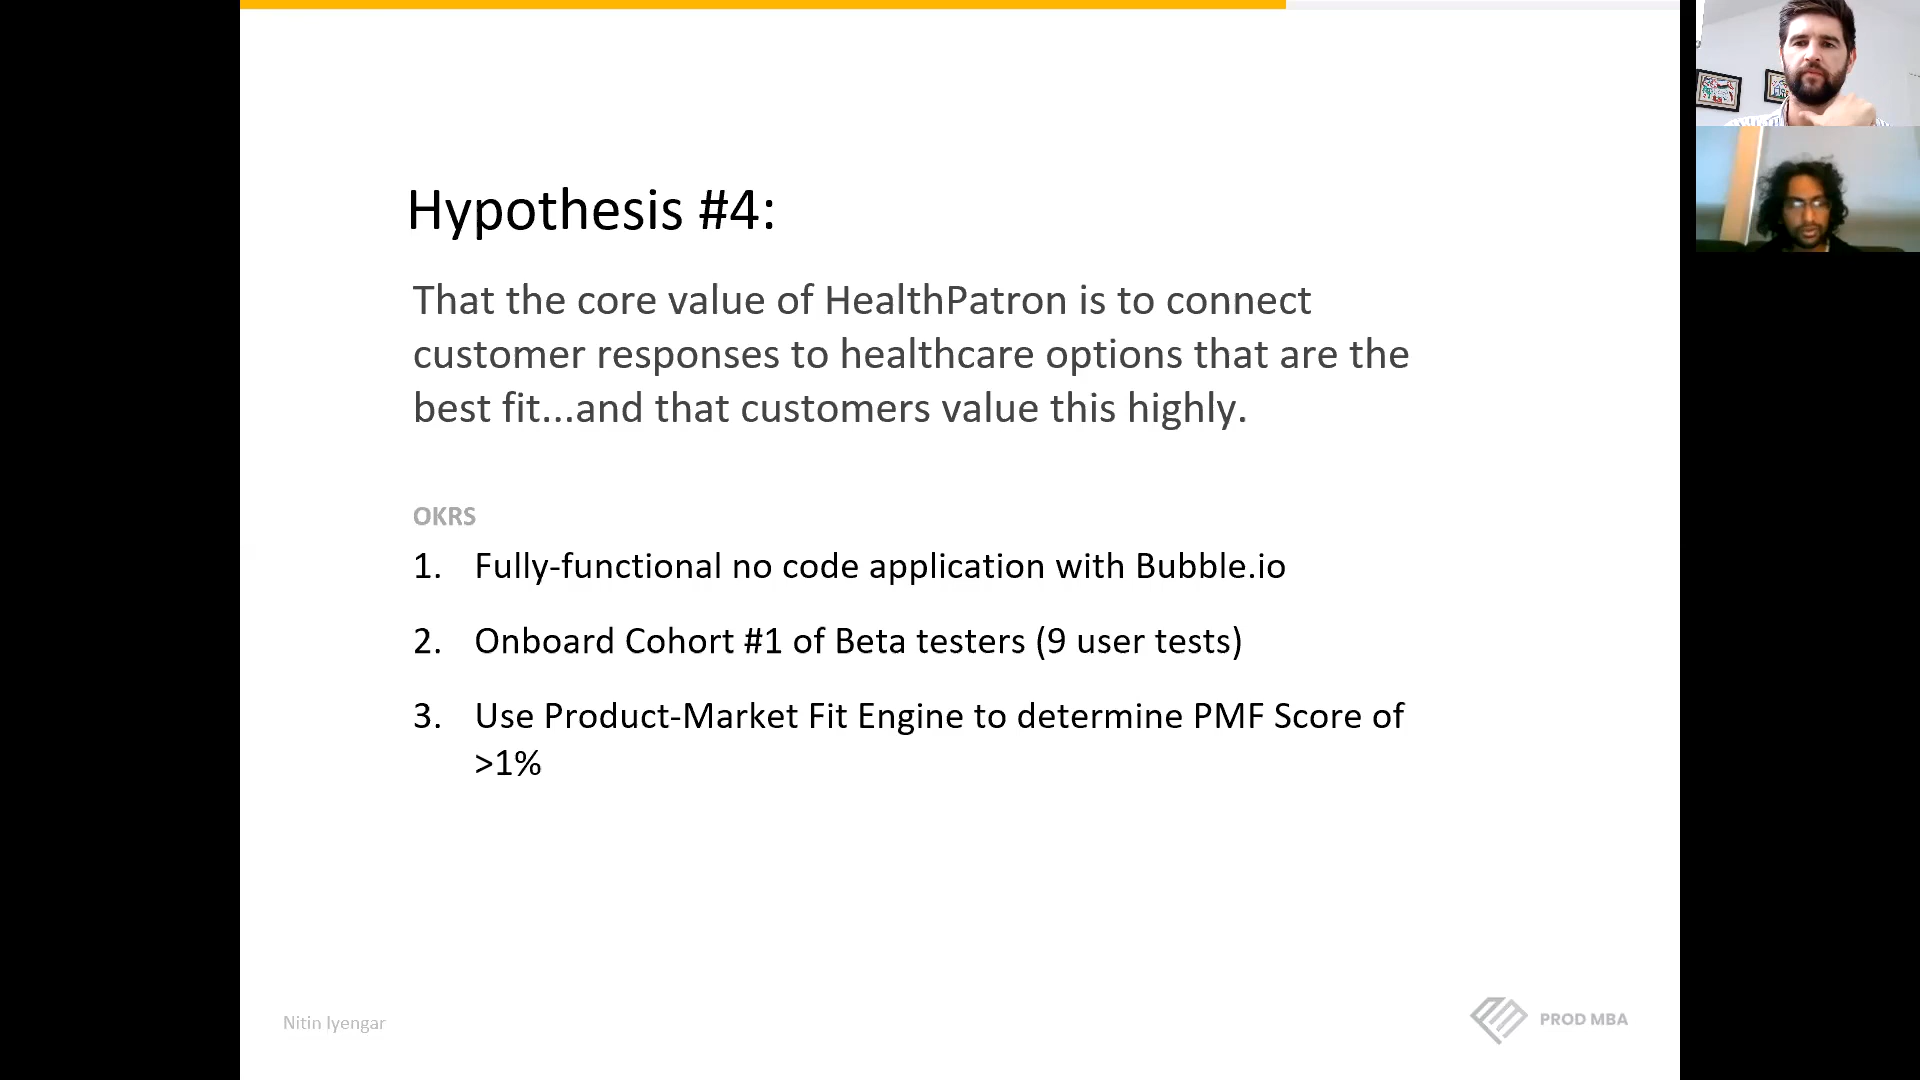 Hypothesis #4:
That the core value of HealthPatron is to connect
customer responses to healthcare options that are the
best fit...and that customers value this highly.
OKRS
1. Fully-functional no code application with Bubble.io
2. Onboard Cohort #1 of Beta testers (9 user tests)
3. Use Product-Market Fit Engine to determine PMF Score of
>1%
Nitin Iyengar
PROD MBA